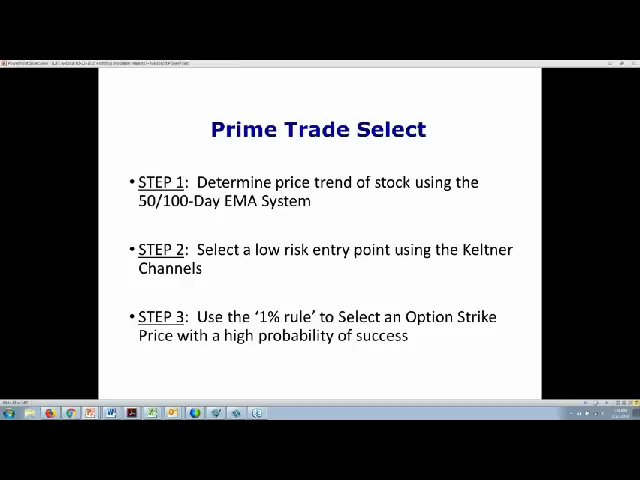 Prime Trade Select
• STEP 1: Determine price trend of stock using the
50/100-Day EMA System
• STEP 2: Select a low risk entry point using the Keltner
Channels
• STEP 3: Use the ‘1% rule’ to Select an Option Strike
Price with a high probability of success